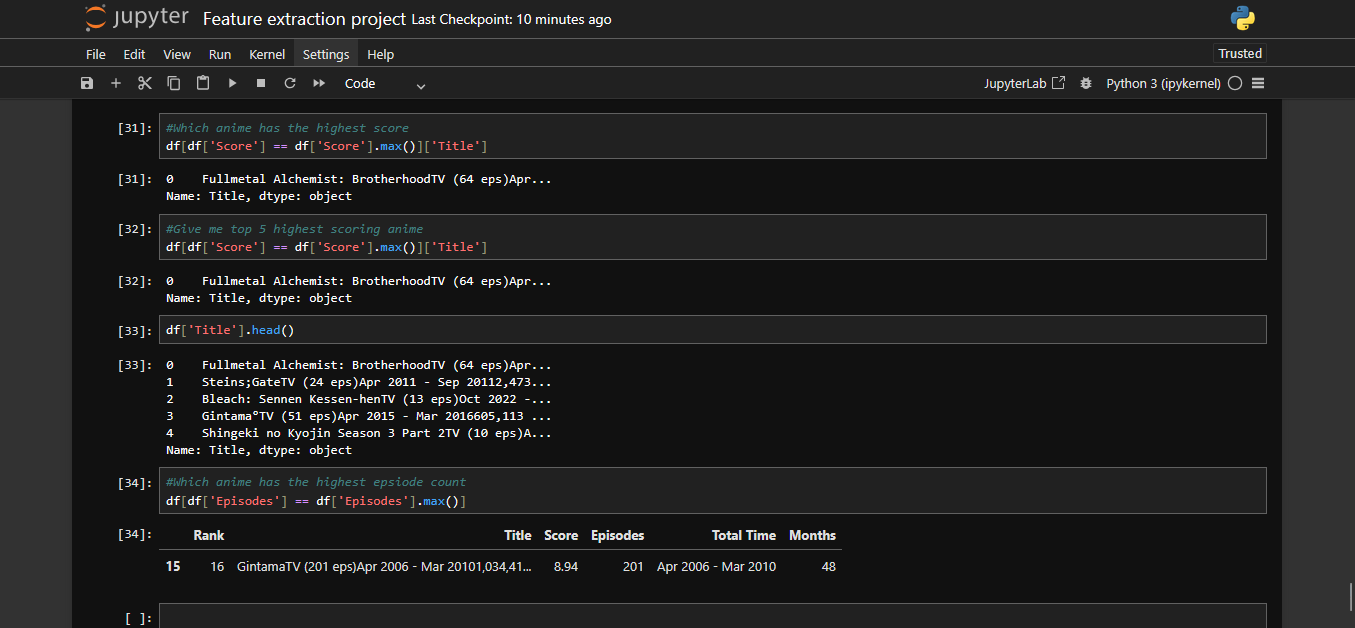 jupyter Feature extraction project Last Checkpoint: 10 minutes ago
File Edit View Run Kernel Settings Help Trusted
Code JupyterLab Python 3 (ipykernel)
[31]: #Which anime has the highest score
df[df['Score'] == df['Score'].max()]['Title']
[31]: 0 Fullmetal Alchemist: BrotherhoodTV (64 eps)Apr...
Name: Title, dtype: object
[32]: #Give me top 5 highest scoring anime
df[df['Score'] == df['Score'].max()]['Title']
[32]: 0 Fullmetal Alchemist: BrotherhoodTV (64 eps)Apr...
Name: Title, dtype: object
[33]: df['Title'].head()
[33]: 0 Fullmetal Alchemist: BrotherhoodTV (64 eps)Apr...
1 Steins;GateTV (24 eps)Apr 2011 - Sep 20112,473...
2 Bleach: Sennen Kessen-henTV (13 eps)Oct 2022 -...
3 Gintama°TV (51 eps)Apr 2015 - Mar 2016605,113 ...
4 Shingeki no Kyojin Season 3 Part 2TV (10 eps)A...
Name: Title, dtype: object
[34]: #Which anime has the highest epsiode count
df[df['Episodes'] == df['Episodes'].max()]
[34]: Rank Title Score Episodes Total Time Months
15 16 GintamaTV (201 eps)Apr 2006 - Mar 20101,034,41... 8.94 201 Apr 2006 - Mar 2010 48
[ ]: